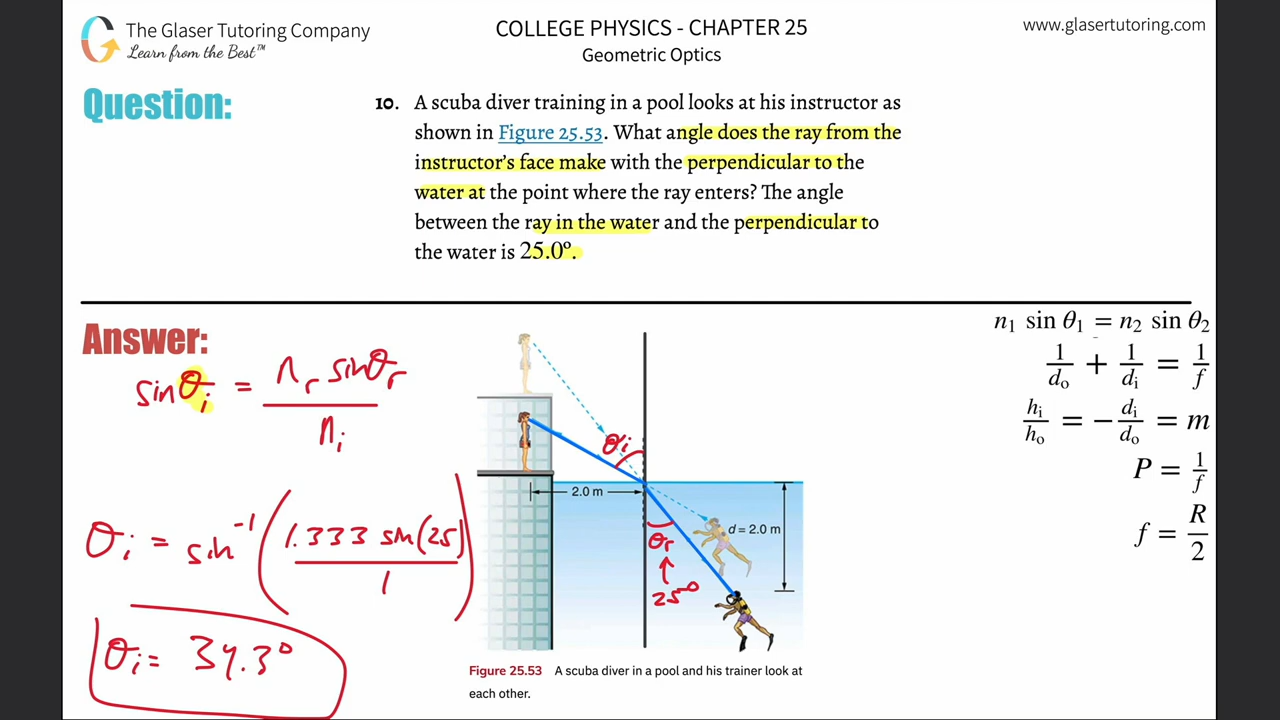 The Glaser Tutoring Company
Learn from the Best™
COLLEGE PHYSICS - CHAPTER 25
Geometric Optics
www.glasertutoring.com
Question:
10. A scuba diver training in a pool looks at his instructor as
shown in Figure 25.53. What angle does the ray from the
instructor's face make with the perpendicular to the
water at the point where the ray enters? The angle
between the ray in the water and the perpendicular to
the water is 25.0º.
Answer:
sinθi = nr sinθr / ni
θi = sin⁻¹ (1.333 sin(25) / 1)
θi = 34.3°
θi
2.0 m
d = 2.0 m
θr
↑
25°
Figure 25.53 A scuba diver in a pool and his trainer look at
each other.
n₁ sin θ₁ = n₂ sin θ₂
1/do + 1/di = 1/f
hi/ho = − di/do = m
P = 1/f
f = R/2